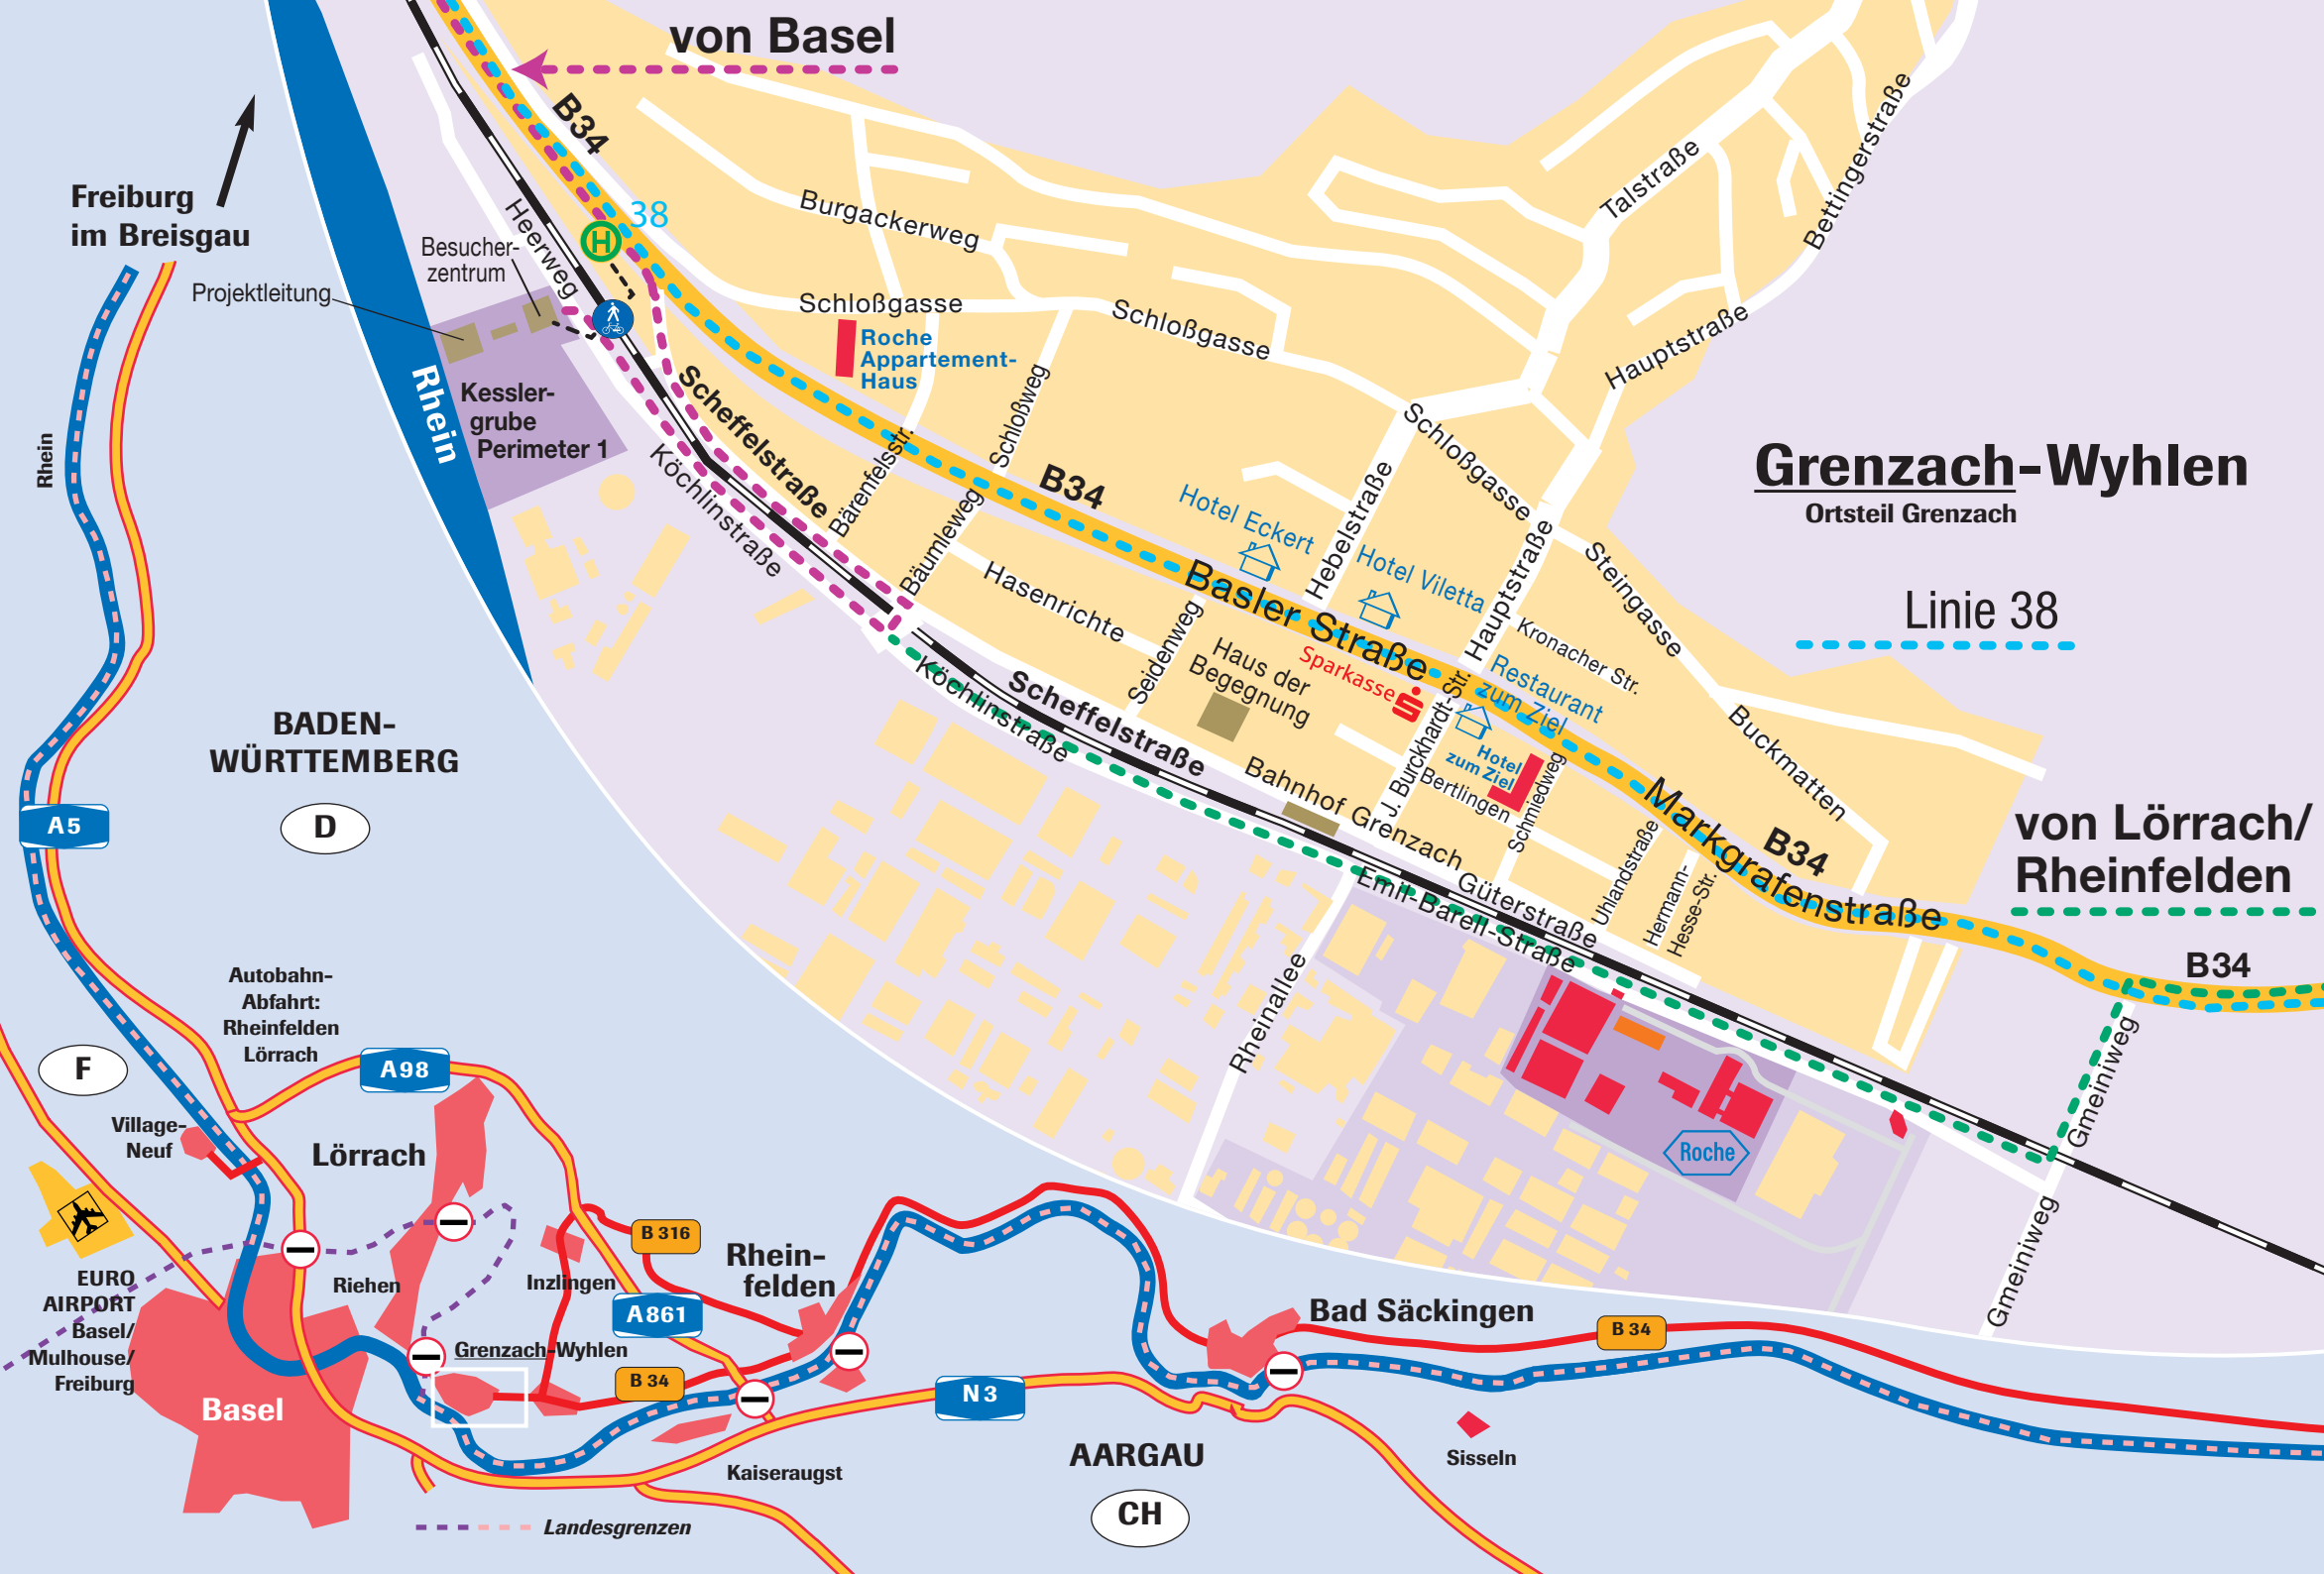 von Basel
B34
38
H
Freiburg
im Breisgau
Besucher-
zentrum
Projektleitung
Heerweg
Kessler-
grube
Perimeter 1
Rhein
Rhein
Burgackerweg
Schloßgasse
Schloßgasse
Roche
Appartement-
Haus
Talstraße
Bettingerstraße
Hauptstraße
Scheffelstraße
Köchlinstraße
Bärenfelsstr.
Schloßweg
Bäumleweg
B34
Hasenrichte
Hotel Eckert
Hebelstraße
Schloßgasse
Hotel Viletta
Hauptstraße
Steingasse
Kronacher Str.
Basler Straße
Grenzach-Wyhlen
Ortsteil Grenzach
Linie 38
Seidenweg
Haus der
Begegnung
Sparkasse
J. Burckhardt-Str.
Restaurant
zum Ziel
Hotel
zum Ziel
Bertlingen
Schmiedweg
Buckmatten
Köchlinstraße
Scheffelstraße
Bahnhof Grenzach
Güterstraße
Emil-Barell-Straße
Uhlandstraße
Hermann-
Hesse-Str.
Markgrafenstraße
B34
von Lörrach/
Rheinfelden
B34
Gmeiniweg
Gmeiniweg
Rheinallee
Roche
BADEN-
WÜRTTEMBERG
D
A5
Autobahn-
Abfahrt:
Rheinfelden
Lörrach
F
A98
Village-
Neuf
Lörrach
EURO
AIRPORT
Basel/
Mulhouse/
Freiburg
Riehen
Inzlingen
B 316
Rhein-
felden
A861
Grenzach-Wyhlen
B 34
Basel
N3
Kaiseraugst
Bad Säckingen
B 34
AARGAU
CH
Sisseln
Landesgrenzen